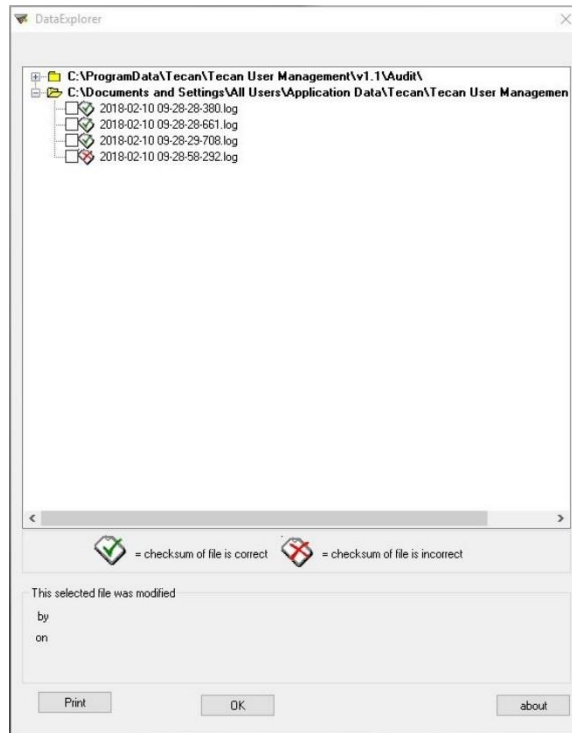 DataExplorer
C:\ProgramData\Tecan\Tecan User Management\v1.1\Audit\
C:\Documents and Settings\All Users\Application Data\Tecan\Tecan User Managemen
2018-02-10 09-28-28-380.log
2018-02-10 09-28-28-661.log
2018-02-10 09-28-29-708.log
2018-02-10 09-28-58-292.log
= checksum of file is correct = checksum of file is incorrect
This selected file was modified
by
on
Print OK about